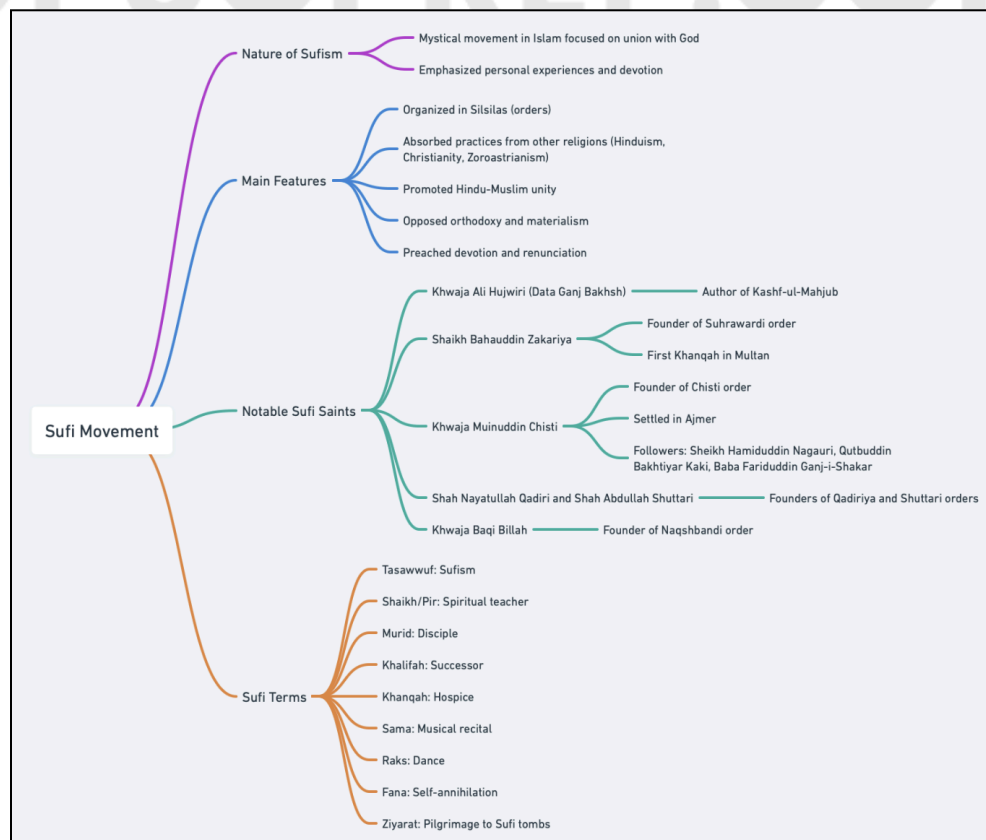 Sufi Movement
Nature of Sufism
Mystical movement in Islam focused on union with God
Emphasized personal experiences and devotion
Main Features
Organized in Silsilas (orders)
Absorbed practices from other religions (Hinduism,
Christianity, Zoroastrianism)
Promoted Hindu-Muslim unity
Opposed orthodoxy and materialism
Preached devotion and renunciation
Notable Sufi Saints
Khwaja Ali Hujwiri (Data Ganj Bakhsh)
Author of Kashf-ul-Mahjub
Shaikh Bahauddin Zakariya
Founder of Suhrawardi order
First Khanqah in Multan
Khwaja Muinuddin Chisti
Founder of Chisti order
Settled in Ajmer
Followers: Sheikh Hamiduddin Nagauri, Qutbuddin
Bakhtiyar Kaki, Baba Fariduddin Ganj-i-Shakar
Shah Nayatullah Qadiri and Shah Abdullah Shuttari
Founders of Qadiriya and Shuttari orders
Khwaja Baqi Billah
Founder of Naqshbandi order
Sufi Terms
Tasawwuf: Sufism
Shaikh/Pir: Spiritual teacher
Murid: Disciple
Khalifah: Successor
Khanqah: Hospice
Sama: Musical recital
Raks: Dance
Fana: Self-annihilation
Ziyarat: Pilgrimage to Sufi tombs